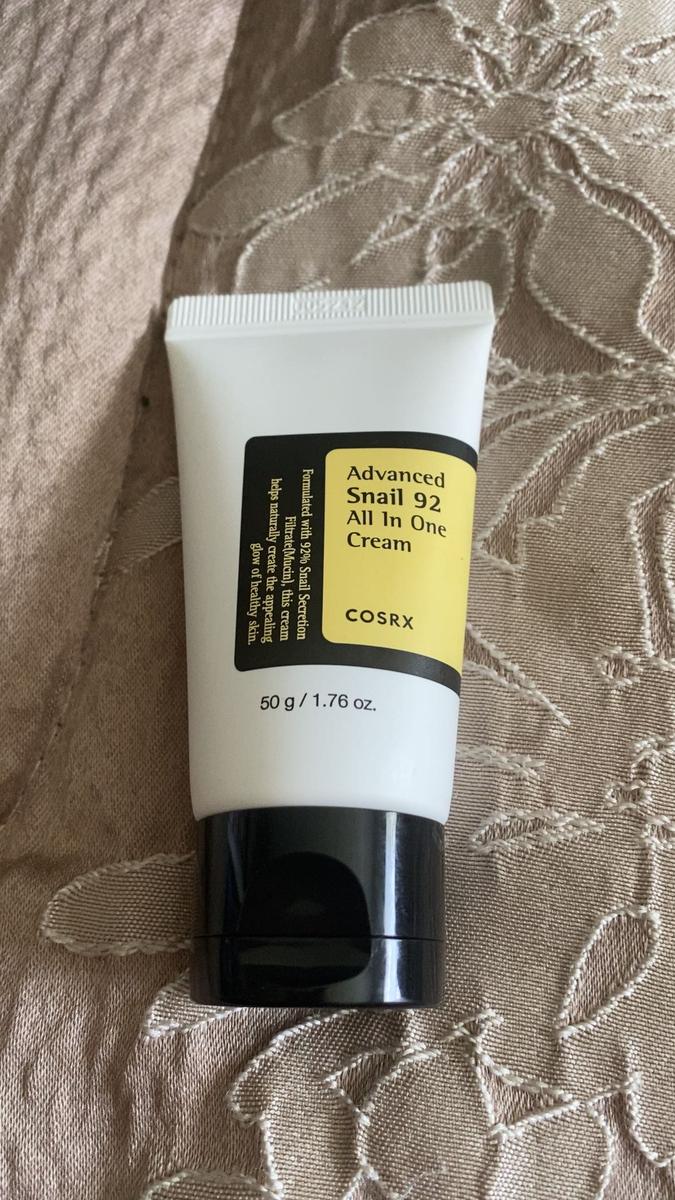 Advanced
Snail 92
All In One
Cream
COSRX
Formulated with 92% Snail Secretion
Filtrate(Mucin), this cream
helps naturally create the appealing
glow of healthy skin.
50 g / 1.76 oz.